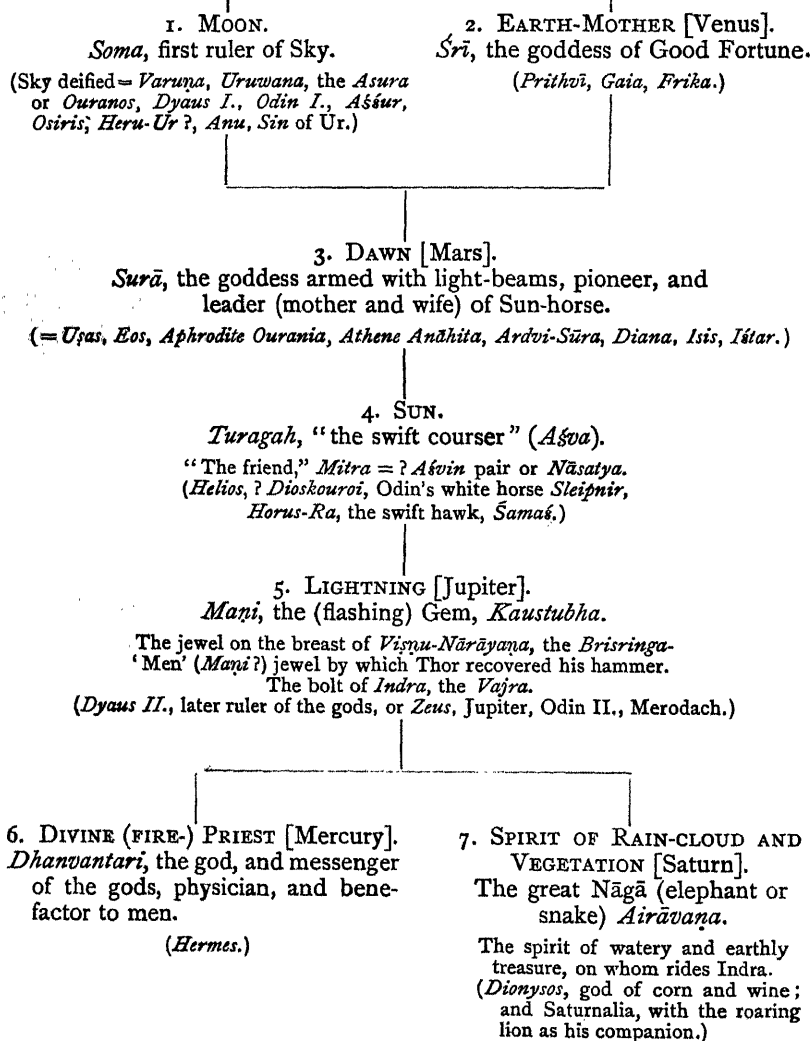 1. MOON.
Soma, first ruler of Sky.
(Sky deified = Varuṇa, Uruwana, the Asura
or Ouranos, Dyaus I., Odin I., Aśśur,
Osiris; Heru-Ur ?, Anu, Sin of Ur.)
2. EARTH-MOTHER [Venus].
Śrī, the goddess of Good Fortune.
(Prithvī, Gaia, Frika.)
3. DAWN [Mars].
Surā, the goddess armed with light-beams, pioneer, and
leader (mother and wife) of Sun-horse.
(= Uṣas, Eos, Aphrodite Ourania, Athene Anāhita, Ardvi-Sūra, Diana, Isis, Iśtar.)
4. SUN.
Turagah, “the swift courser” (Aśva).
“The friend,” Mitra = ? Aśvin pair or Nāsatya.
(Helios, ? Dioskouroi, Odin's white horse Sleipnir,
Horus-Ra, the swift hawk, Śamaś.)
5. LIGHTNING [Jupiter].
Maṇi, the (flashing) Gem, Kaustubha.
The jewel on the breast of Viṣnu-Nārāyaṇa, the Brisringa-
‘Men’ (Maṇi?) jewel by which Thor recovered his hammer.
The bolt of Indra, the Vajra.
(Dyaus II., later ruler of the gods, or Zeus, Jupiter, Odin II., Merodach.)
6. DIVINE (FIRE-) PRIEST [Mercury].
Dhanvantari, the god, and messenger
of the gods, physician, and bene-
factor to men.
(Hermes.)
7. SPIRIT OF RAIN-CLOUD AND
VEGETATION [Saturn].
The great Nāgā (elephant or
snake) Airāvaṇa.
The spirit of watery and earthly
treasure, on whom rides Indra.
(Dionysos, god of corn and wine;
and Saturnalia, with the roaring
lion as his companion.)